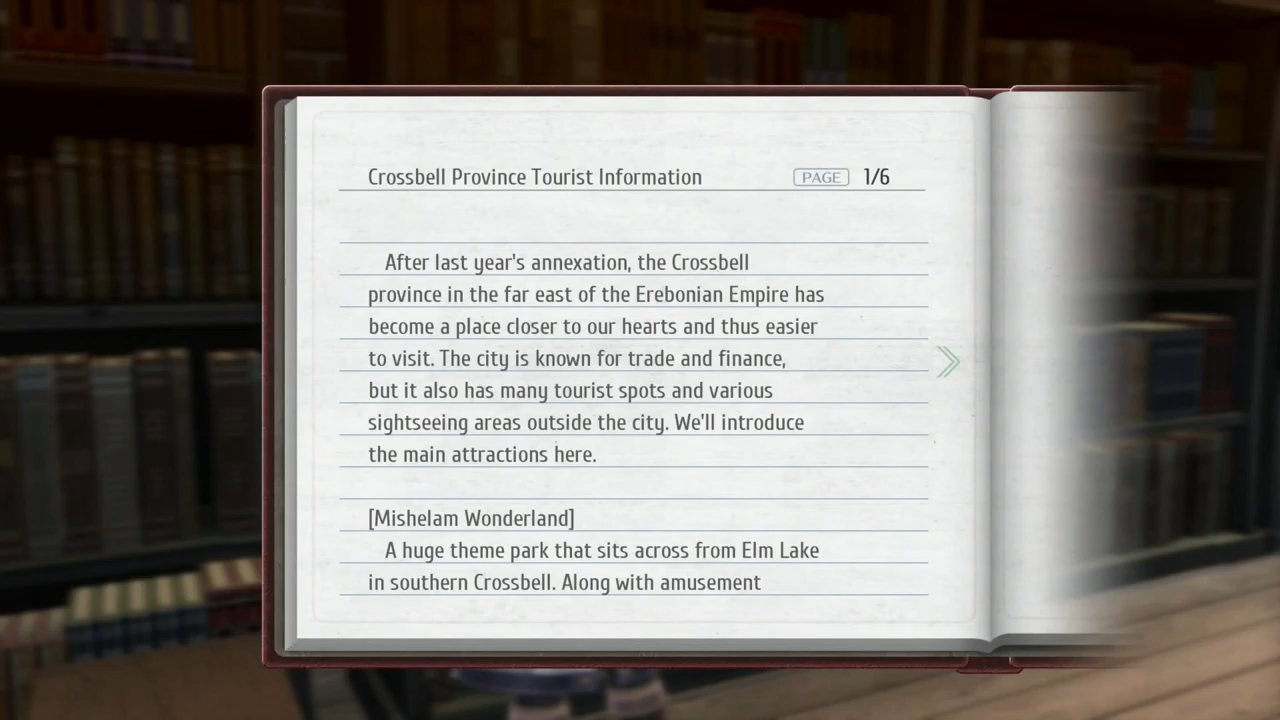 Crossbell Province Tourist Information PAGE 1/6
After last year's annexation, the Crossbell
province in the far east of the Erebonian Empire has
become a place closer to our hearts and thus easier
to visit. The city is known for trade and finance,
but it also has many tourist spots and various
sightseeing areas outside the city. We'll introduce
the main attractions here.
[Mishelam Wonderland]
A huge theme park that sits across from Elm Lake
in southern Crossbell. Along with amusement